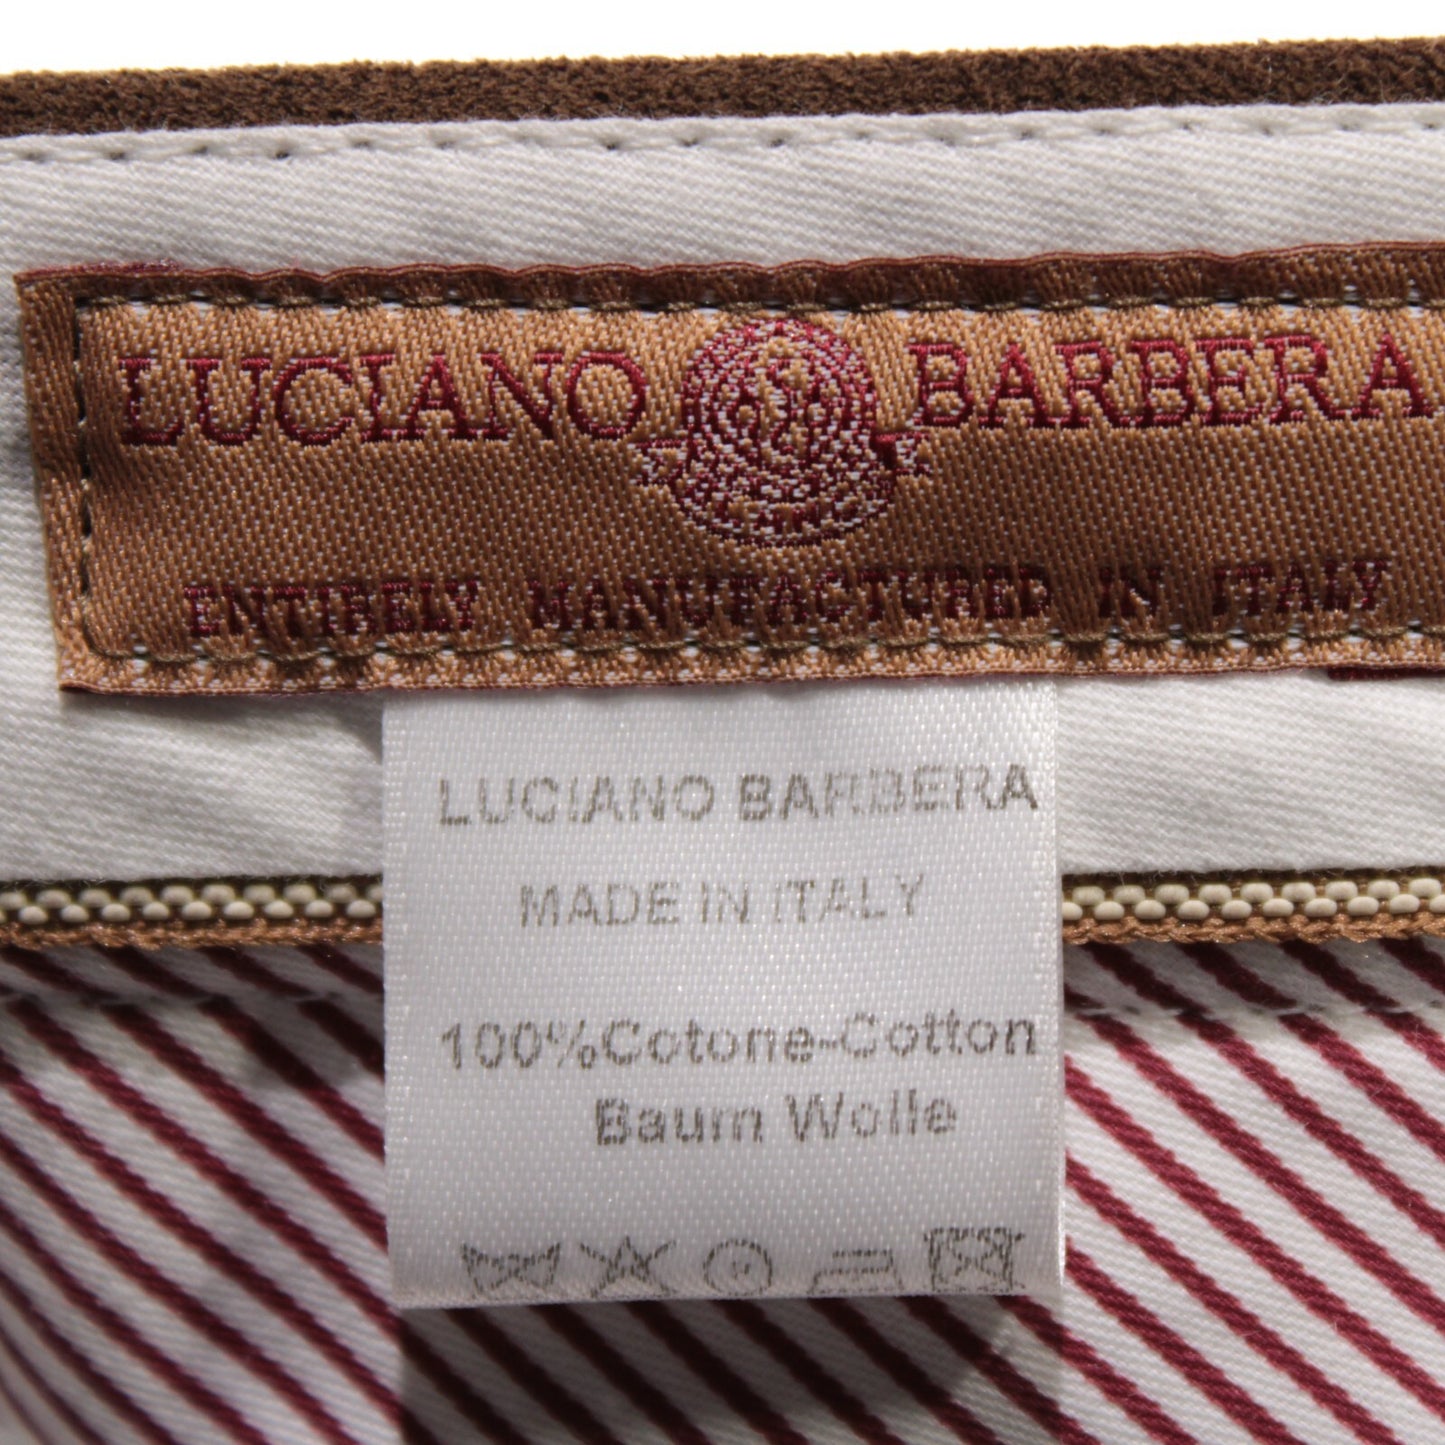 LUCIANO BARBERA
ENTIRELY MANUFACTURED IN ITALY
LUCIANO BARBERA
MADE IN ITALY
100%Cotone-Cotton
Baum Wolle